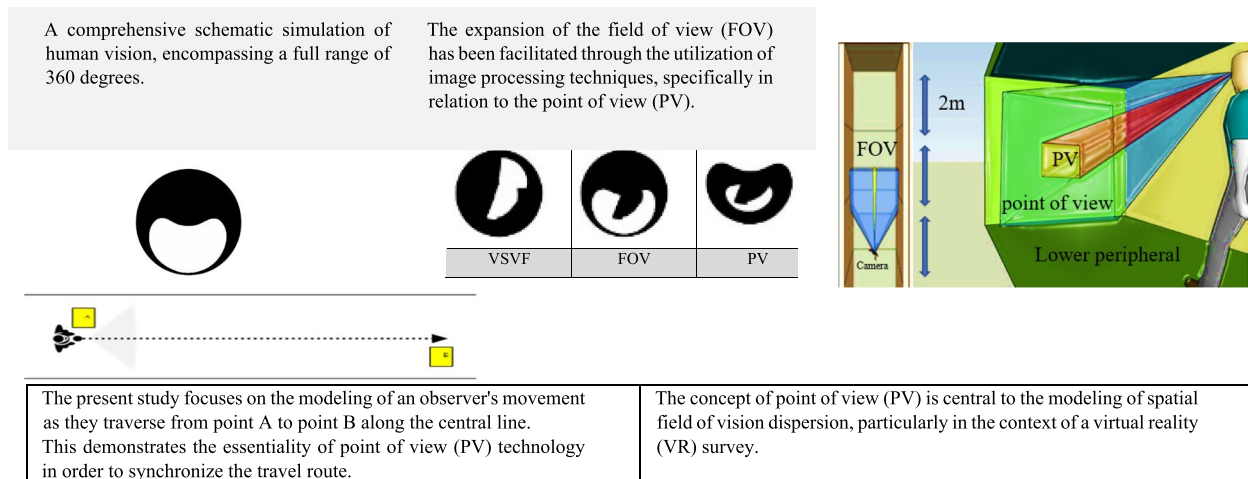 A comprehensive schematic simulation of
human vision, encompassing a full range of
360 degrees.
The expansion of the field of view (FOV)
has been facilitated through the utilization of
image processing techniques, specifically in
relation to the point of view (PV).
VSVF
FOV
PV
2m
FOV
Camera
PV
point of view
Lower peripheral
A
B
The present study focuses on the modeling of an observer's movement
as they traverse from point A to point B along the central line.
This demonstrates the essentiality of point of view (PV) technology
in order to synchronize the travel route.
The concept of point of view (PV) is central to the modeling of spatial
field of vision dispersion, particularly in the context of a virtual reality
(VR) survey.